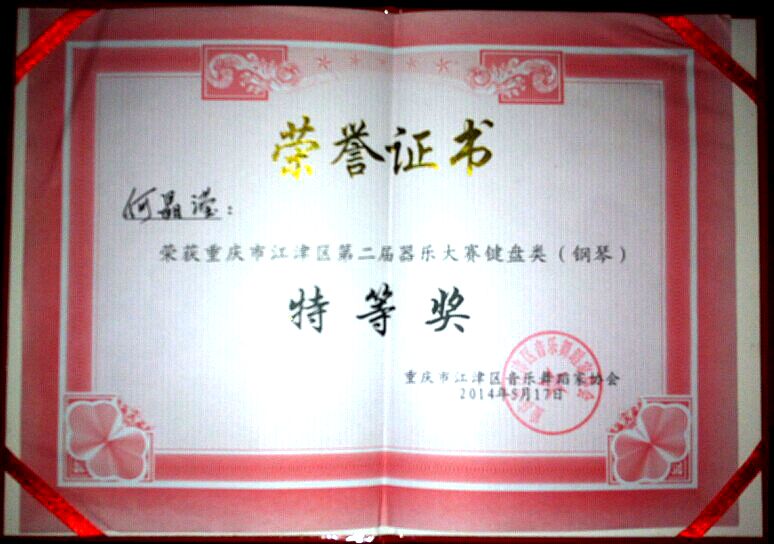 荣誉证书
何晶滢:
荣获重庆市江津区第二届器乐大赛键盘类(钢琴)
特等奖
重庆市江津区音乐舞蹈家协会
2014年5月17日